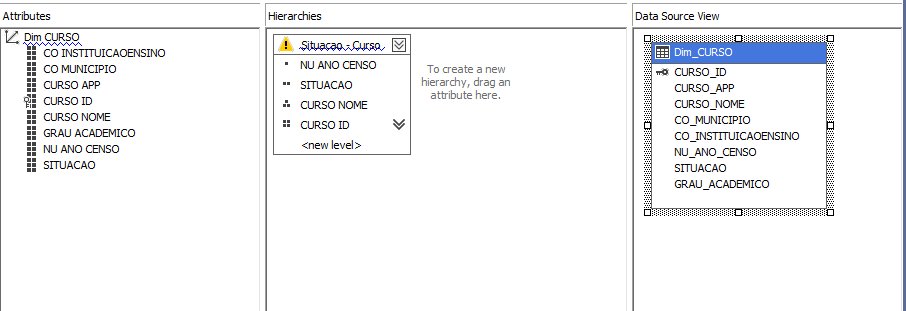 Attributes
Dim CURSO
CO INSTITUICAOENSINO
CO MUNICIPIO
CURSO APP
CURSO ID
CURSO NOME
GRAU ACADEMICO
NU ANO CENSO
SITUACAO
Hierarchies
Situacao - Curso
NU ANO CENSO
SITUACAO
CURSO NOME
CURSO ID
<new level>
To create a new
hierarchy, drag an
attribute here.
Data Source View
Dim_CURSO
CURSO_ID
CURSO_APP
CURSO_NOME
CO_MUNICIPIO
CO_INSTITUICAOENSINO
NU_ANO_CENSO
SITUACAO
GRAU_ACADEMICO